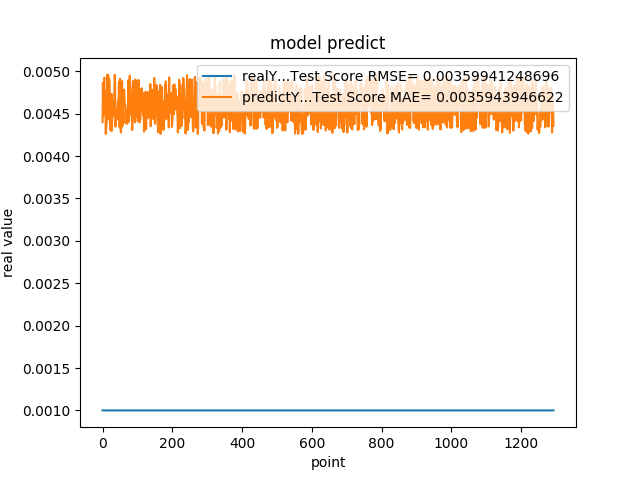 model predict
realY...Test Score RMSE= 0.00359941248696
predictY...Test Score MAE= 0.0035943946622
0.0050
0.0045
0.0040
0.0035
0.0030
0.0025
0.0020
0.0015
0.0010
real value
0 200 400 600 800 1000 1200
point